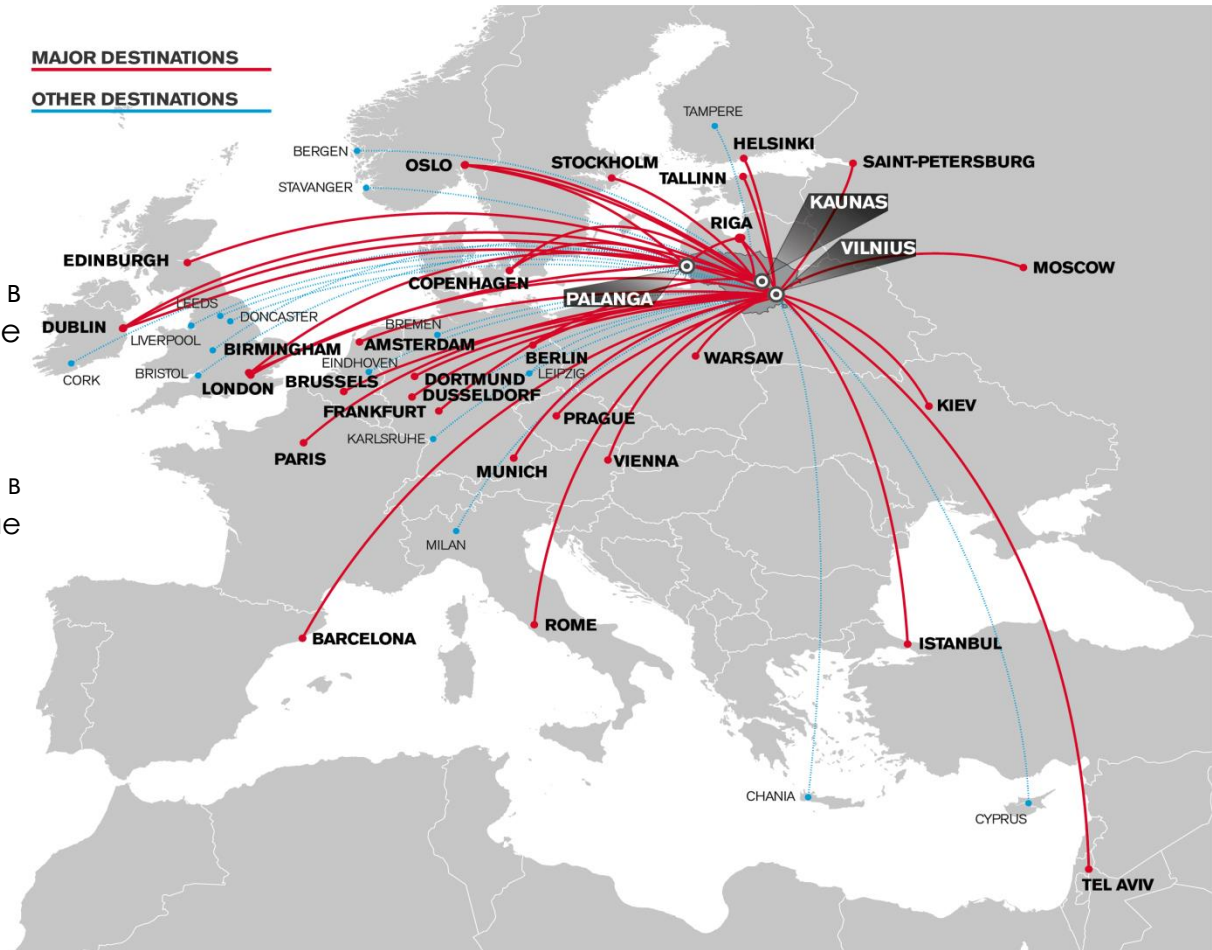 MAJOR DESTINATIONS
OTHER DESTINATIONS
TAMPERE
HELSINKI
BERGEN
OSLO
STOCKHOLM
SAINT-PETERSBURG
TALLINN
STAVANGER
KAUNAS
RIGA
VILNIUS
EDINBURGH
MOSCOW
COPENHAGEN
в
PALANGA
LEEDS
DONCASTER
DUBLIN
е
LIVERPOOL
BREMEN
BIRMINGHAM
AMSTERDAM
BERLIN
WARSAW
EINDHOVEN
CORK
BRISTOL
LONDON
BRUSSELS
DORTMUND
LEIPZIG
DUSSELDORF
FRANKFURT
PRAGUE
KIEV
KARLSRUHE
PARIS
MUNICH
VIENNA
в
е
MILAN
BARCELONA
ROME
ISTANBUL
CHANIA
CYPRUS
TEL AVIV